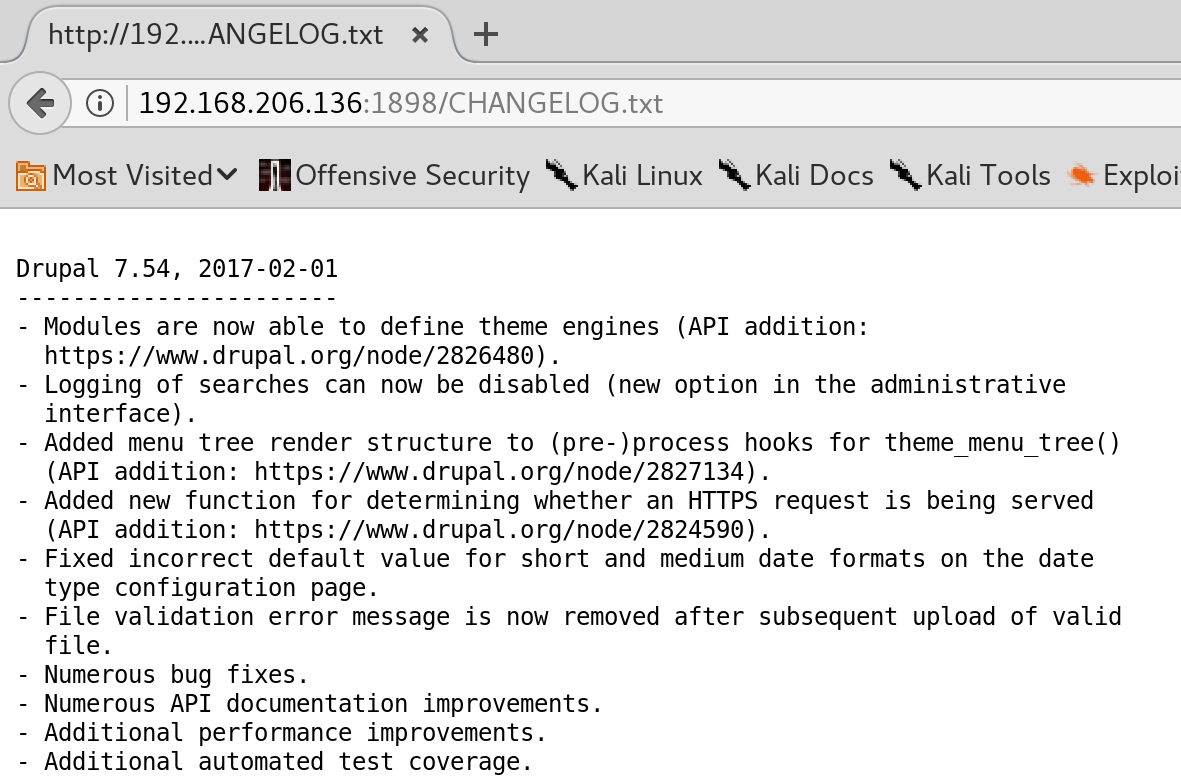 http://192....ANGELOG.txt
192.168.206.136:1898/CHANGELOG.txt
Most Visited Offensive Security Kali Linux Kali Docs Kali Tools Exploi
Drupal 7.54, 2017-02-01
-----------------------
- Modules are now able to define theme engines (API addition:
https://www.drupal.org/node/2826480).
- Logging of searches can now be disabled (new option in the administrative
interface).
- Added menu tree render structure to (pre-)process hooks for theme_menu_tree()
(API addition: https://www.drupal.org/node/2827134).
- Added new function for determining whether an HTTPS request is being served
(API addition: https://www.drupal.org/node/2824590).
- Fixed incorrect default value for short and medium date formats on the date
type configuration page.
- File validation error message is now removed after subsequent upload of valid
file.
- Numerous bug fixes.
- Numerous API documentation improvements.
- Additional performance improvements.
- Additional automated test coverage.